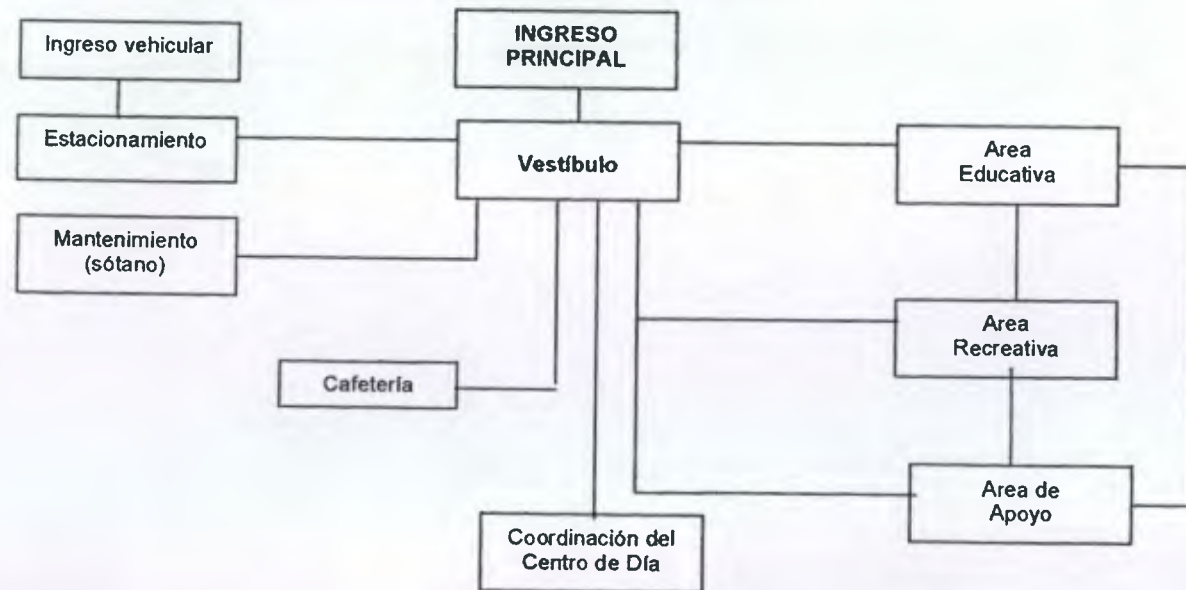 Ingreso vehicular
INGRESO
PRINCIPAL
Estacionamiento
Vestíbulo
Area
Educativa
Mantenimiento
(sótano)
Area
Recreativa
Cafetería
Area de
Apoyo
Coordinación del
Centro de Día